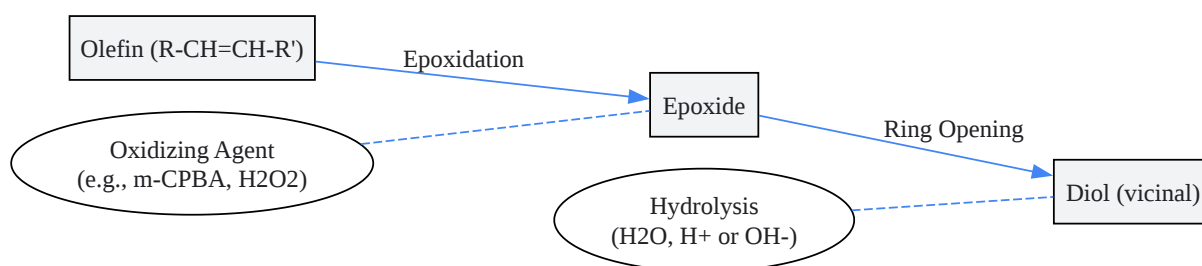 Olefin (R-CH=CH-R')
Epoxidation
Epoxide
Oxidizing Agent
(e.g., m-CPBA, H2O2)
Ring Opening
Hydrolysis
(H2O, H+ or OH-)
Diol (vicinal)